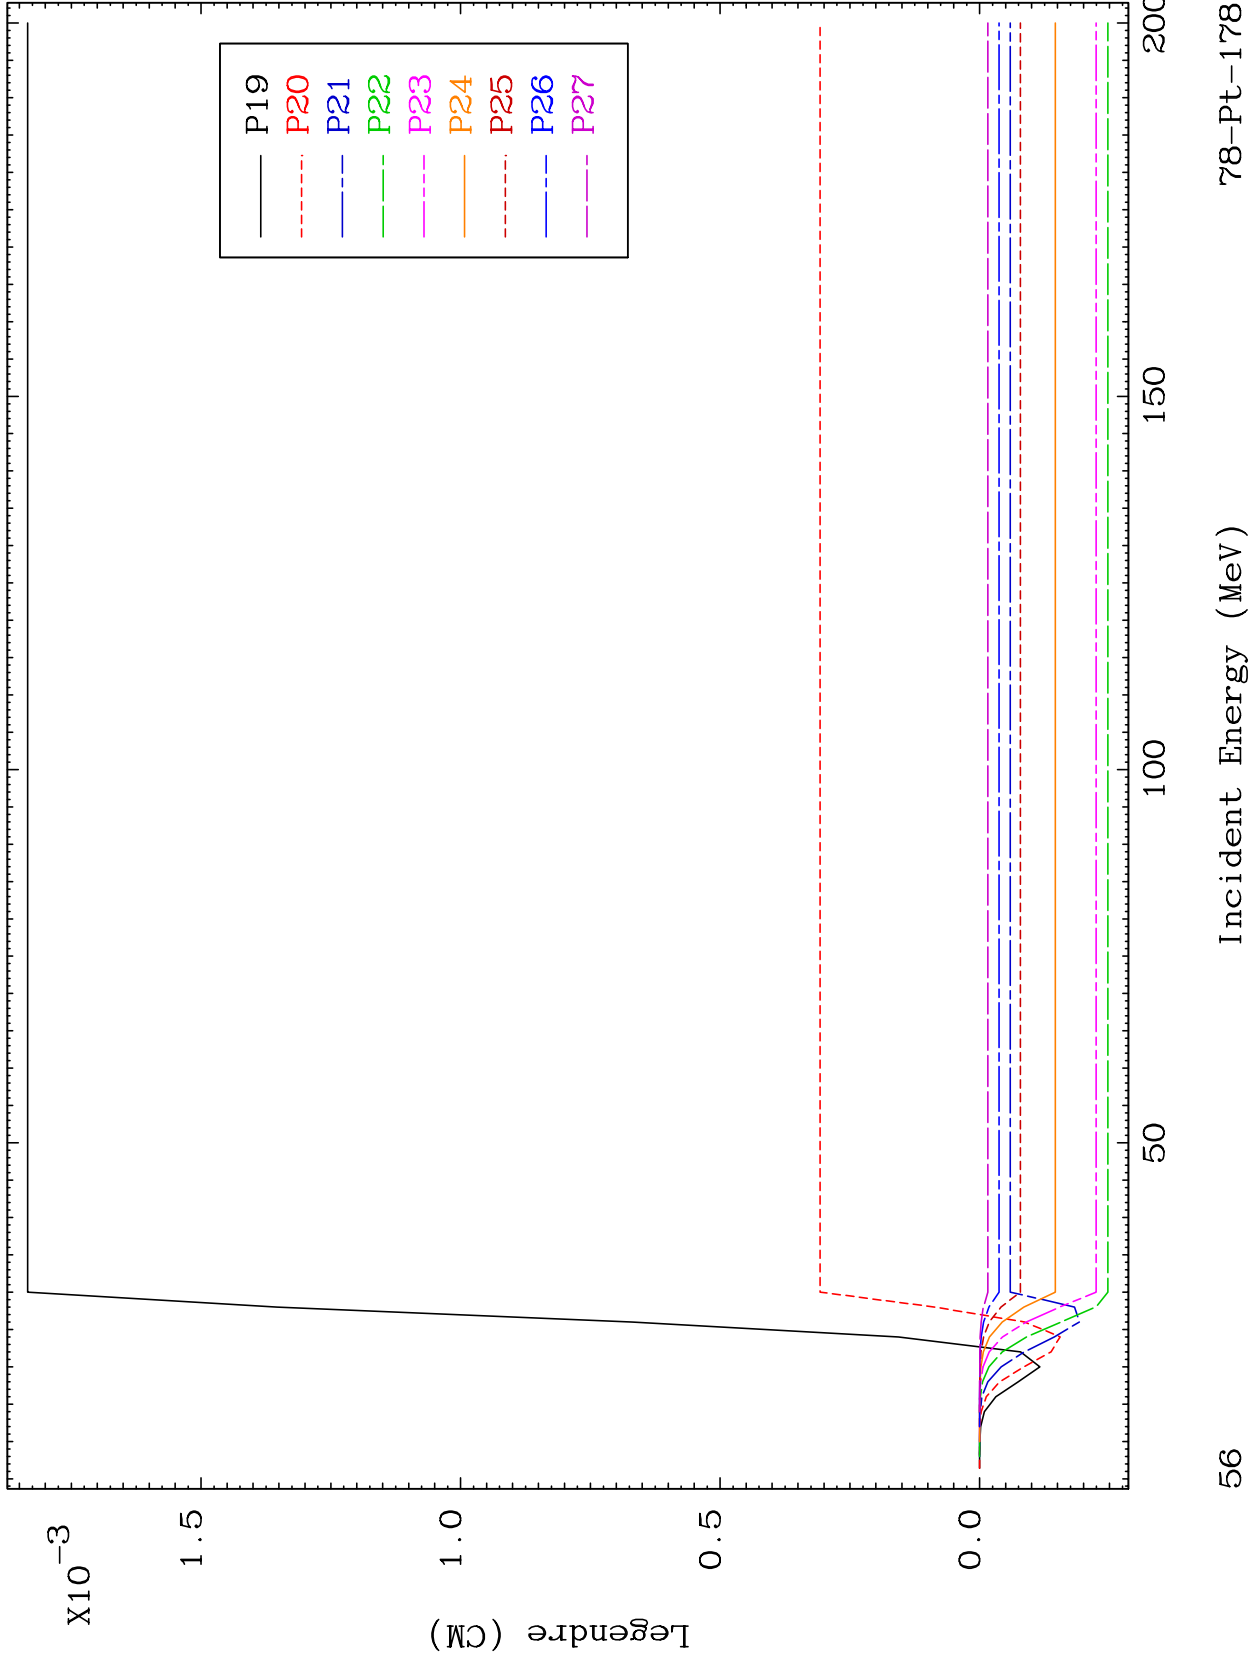 X10-3
1.5
1.0
0.5
0.0
Legendre (CM)
P19
P20
P21
P22
P23
P24
P25
P26
P27
50
100
150
200
Incident Energy (MeV)
56
78-Pt-178